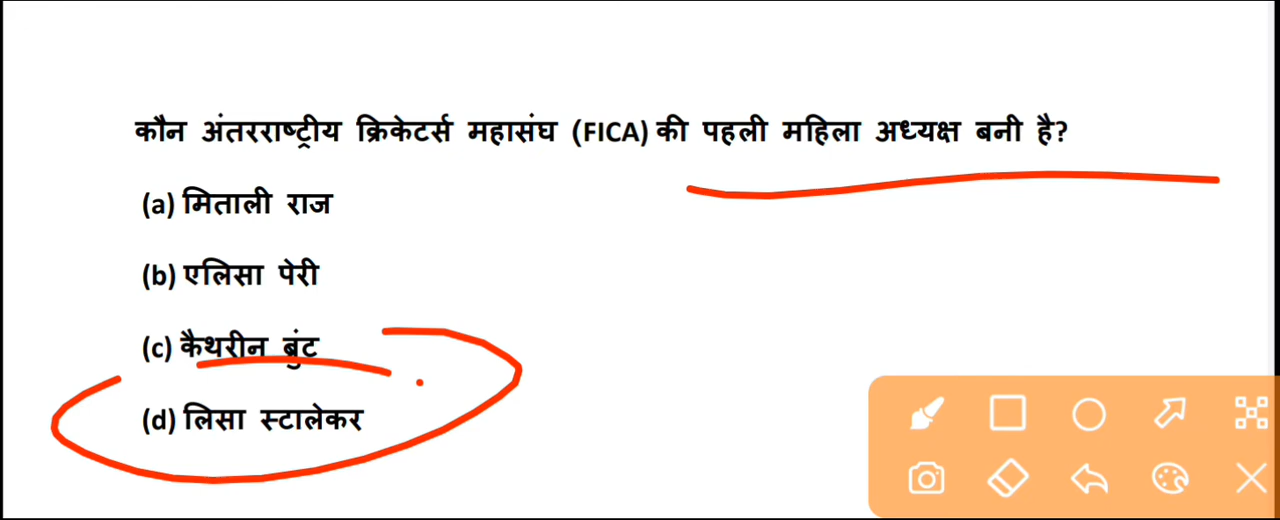 कौन अंतरराष्ट्रीय क्रिकेटर्स महासंघ (FICA) की पहली महिला अध्यक्ष बनी है?
(a) मिताली राज
(b) एलिसा पेरी
(c) कैथरीन ब्रुंट
(d) लिसा स्टालेकर